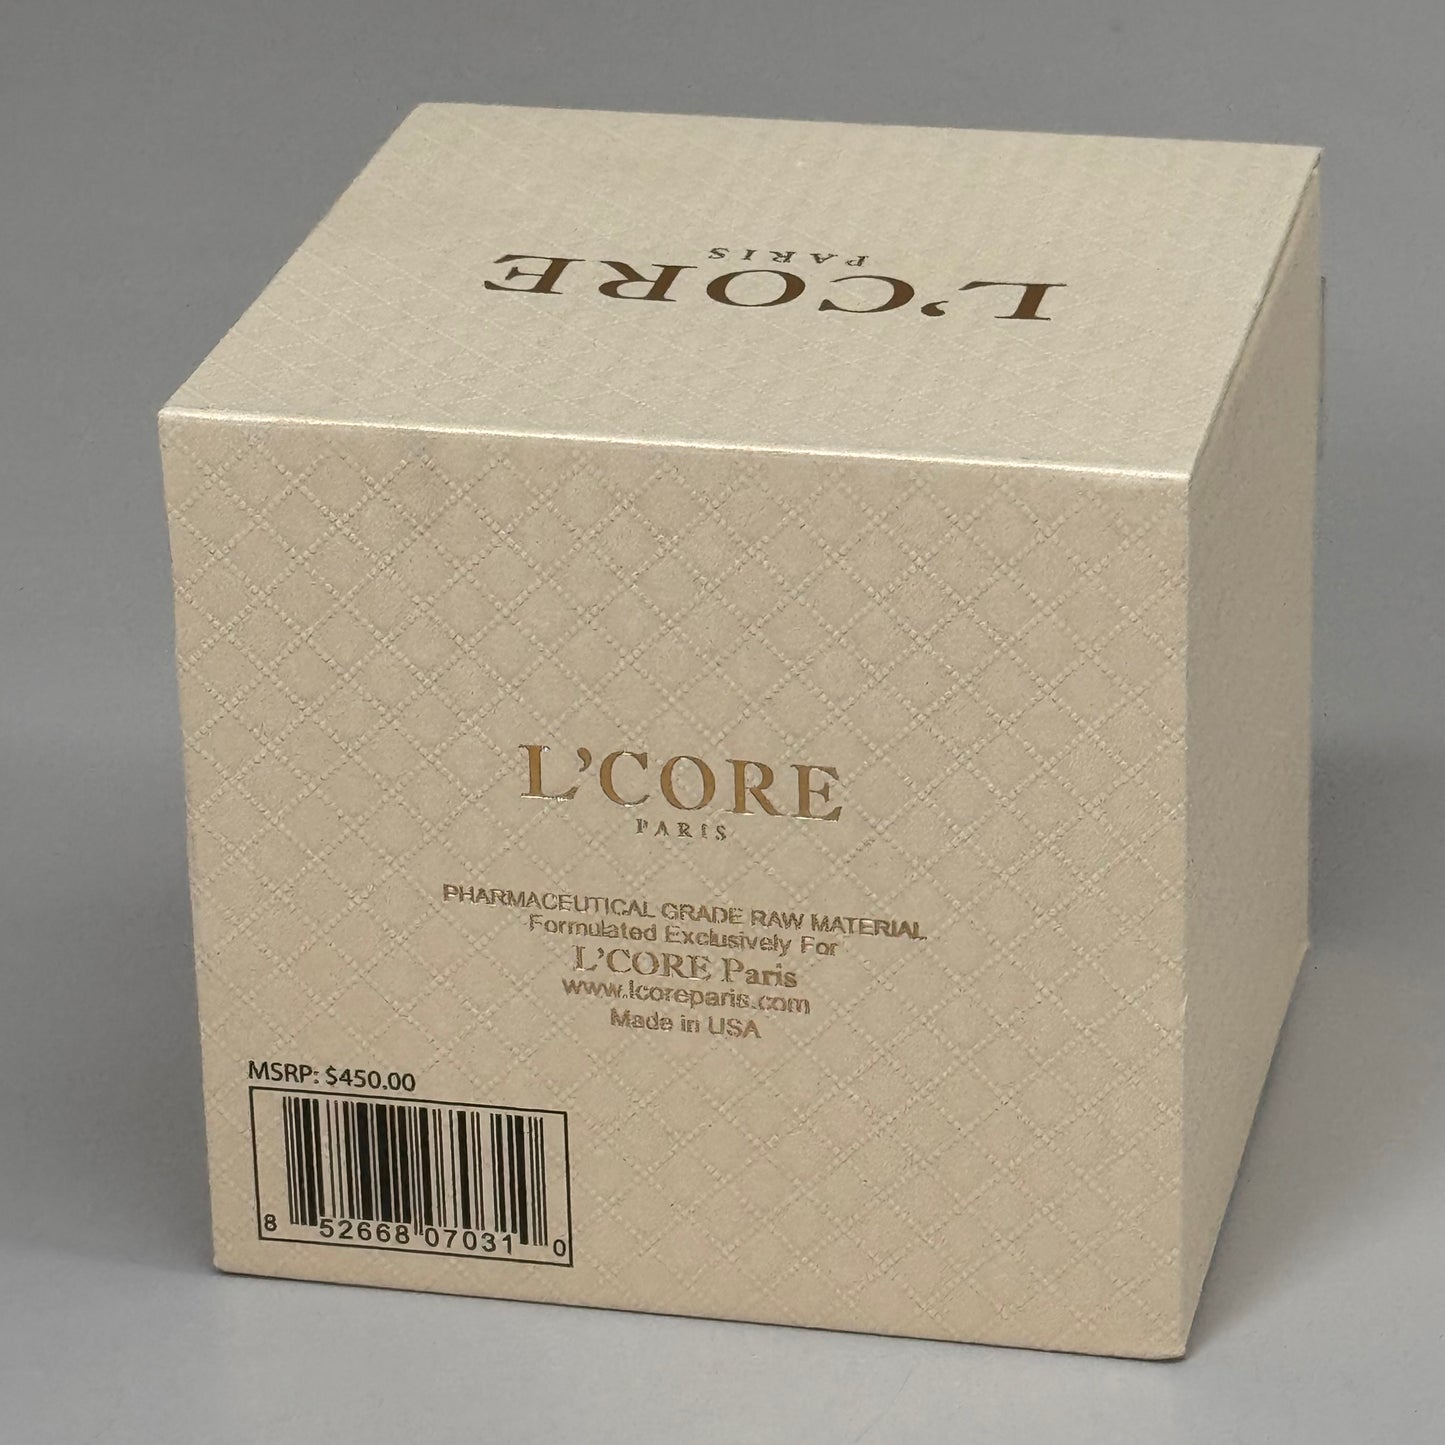 L'CORE
PARIS
L'CORE
PARIS
PHARMACEUTICAL GRADE RAW MATERIAL
Formulated Exclusively For
L'CORE Paris
www.lcoreparis.com
Made in USA
MSRP: $450.00
8 52668 07031 0